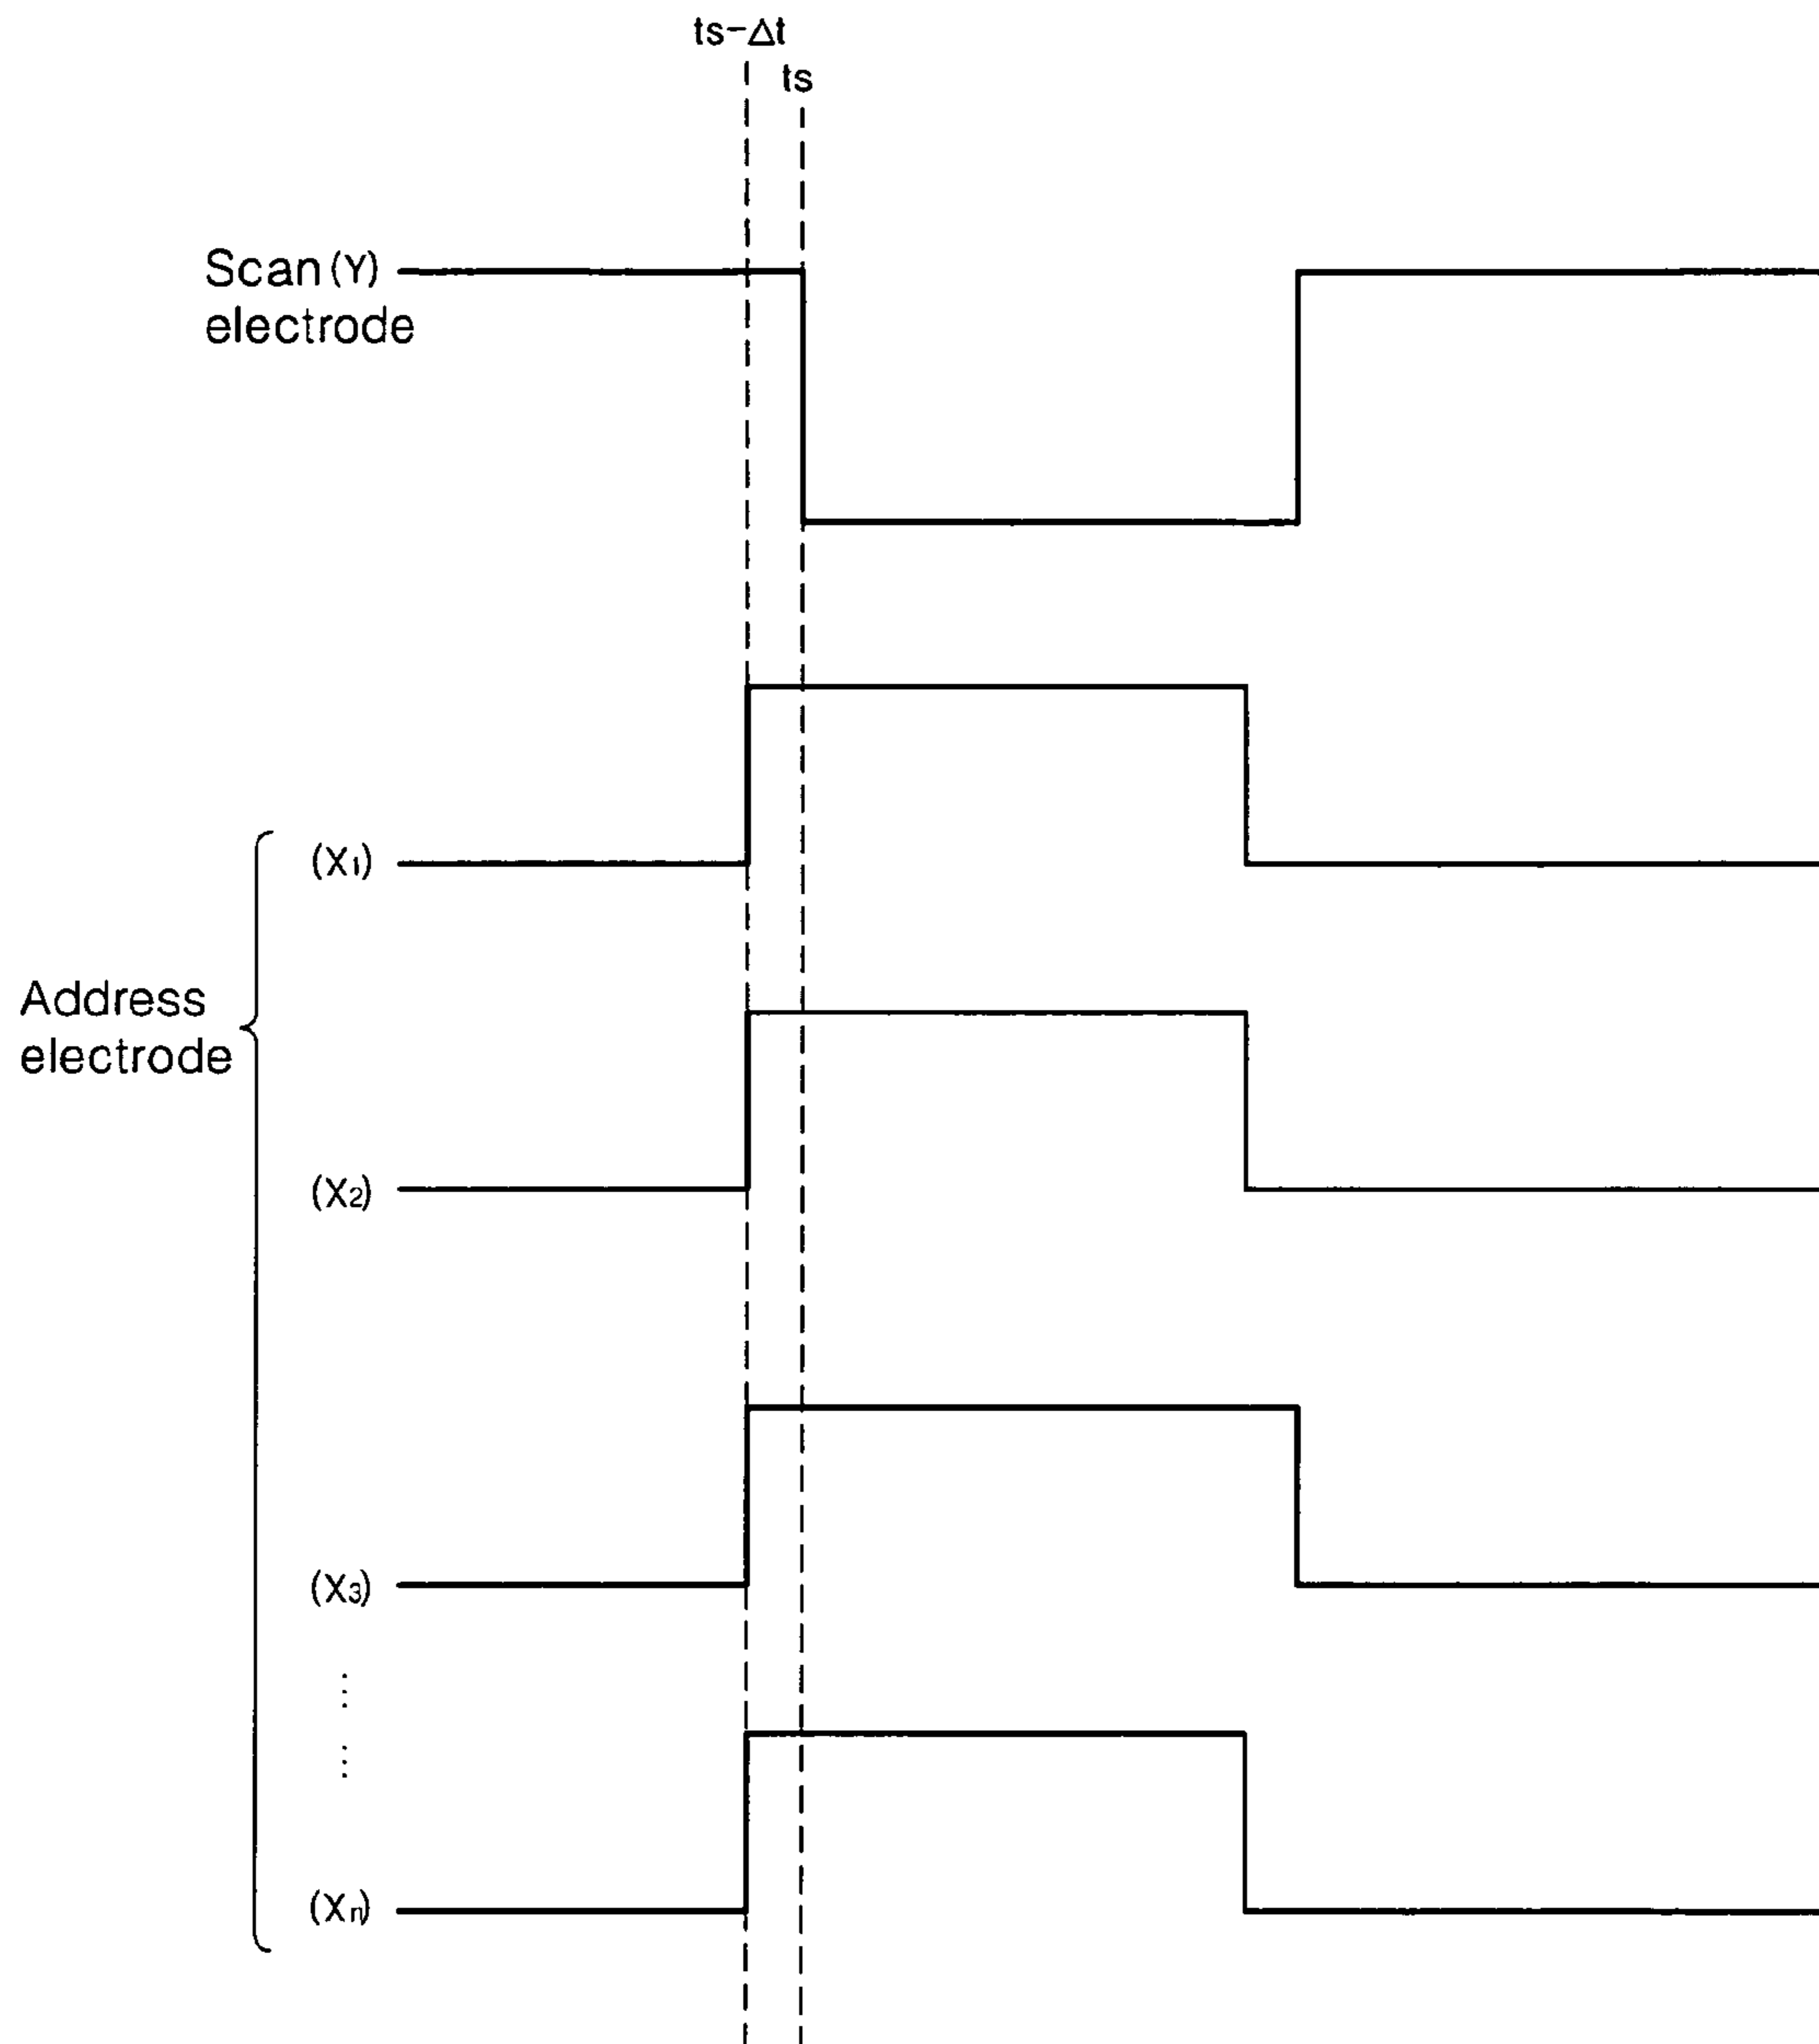 ts-Δt
ts
Scan (Y)
electrode
(X1)
Address
electrode
(X2)
(X3)
(Xn)